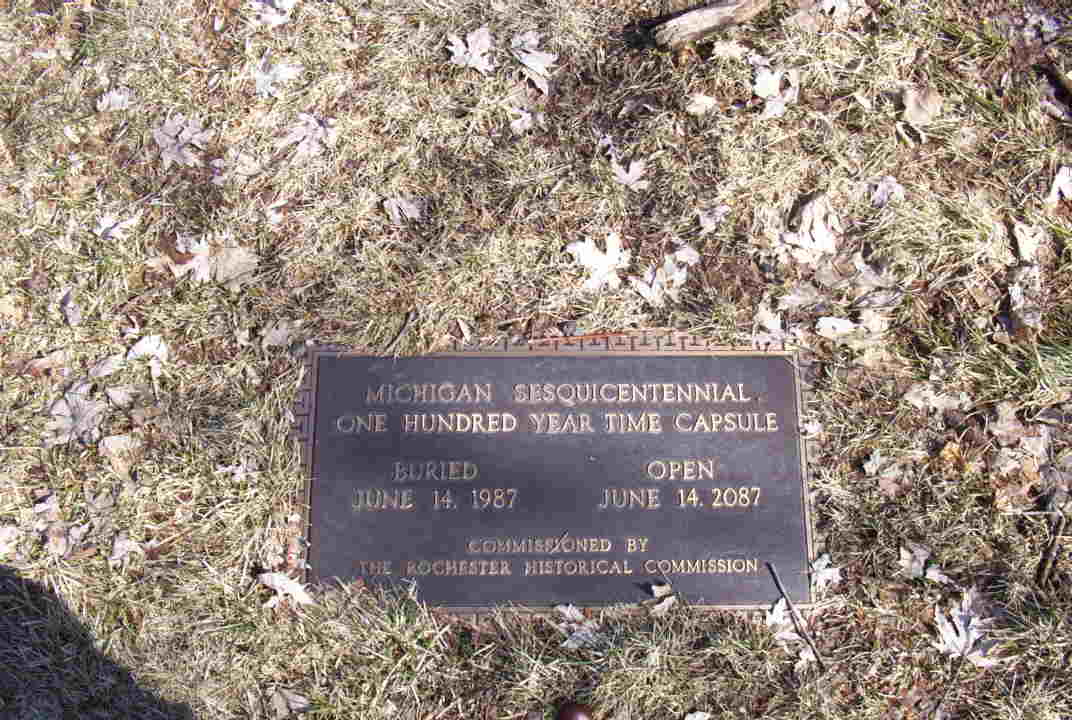 MICHIGAN SESQUICENTENNIAL
ONE HUNDRED YEAR TIME CAPSULE
BURIED OPEN
JUNE 14, 1987 JUNE 14, 2087
COMMISSIONED BY
THE ROCHESTER HISTORICAL COMMISSION